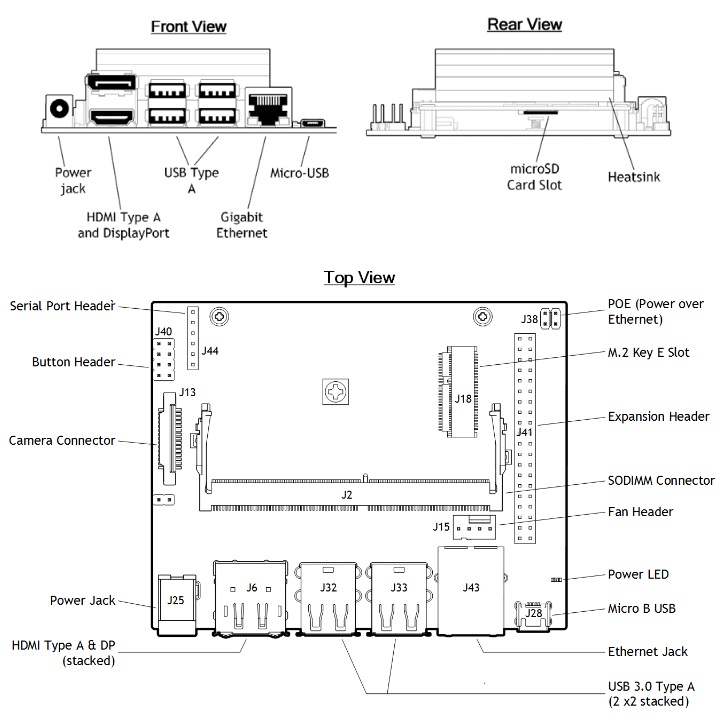 Front View
Rear View
Power
jack
USB Type
A
Micro-USB
HDMI Type A
and DisplayPort
Gigabit
Ethernet
microSD
Card Slot
Heatsink
Top View
Serial Port Header
J40
J44
Button Header
J13
Camera Connector
J38
POE (Power over
Ethernet)
M.2 Key E Slot
J18
Expansion Header
J41
SODIMM Connector
J2
Fan Header
J15
Power LED
Power Jack
J25
J6
J32
J33
J43
J28
Micro B USB
HDMI Type A & DP
(stacked)
Ethernet Jack
USB 3.0 Type A
(2 x2 stacked)